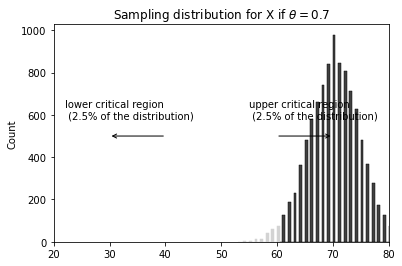 Sampling distribution for X if θ = 0.7
1000
800
600
400
200
0
Count
lower critical region
(2.5% of the distribution)
upper critical region
(2.5% of the distribution)
20 30 40 50 60 70 80